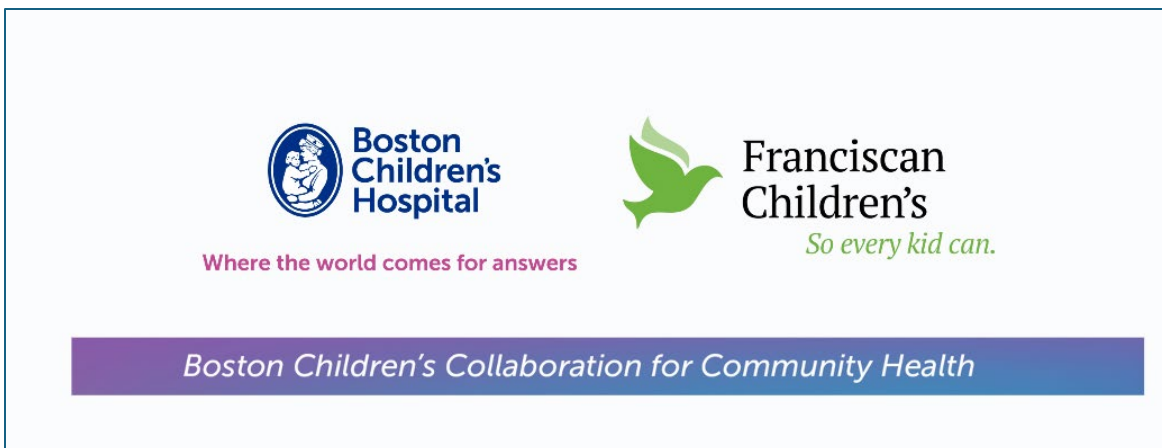 Boston
Children's
Hospital
Where the world comes for answers
Franciscan
Children's
So every kid can.
Boston Children's Collaboration for Community Health